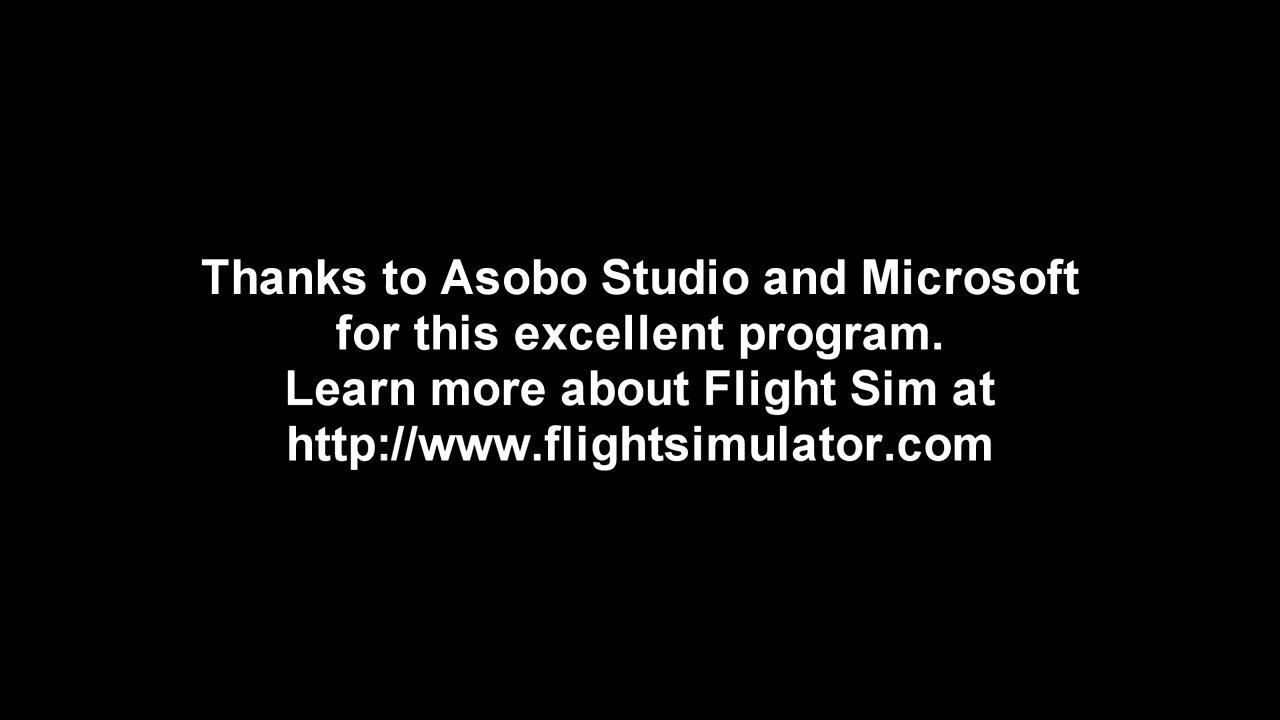 Thanks to Asobo Studio and Microsoft
for this excellent program.
Learn more about Flight Sim at
http://www.flightsimulator.com